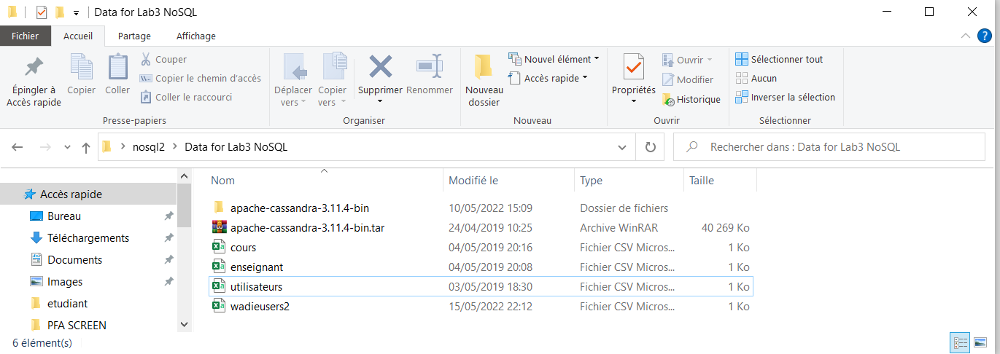 Data for Lab3 NoSQL
Fichier Accueil Partage Affichage
Épingler à Accès rapide
Copier
Coller
Couper
Copier le chemin d'accès
Coller le raccourci
Presse-papiers
Déplacer vers
Copier vers
Supprimer
Renommer
Organiser
Nouveau dossier
Nouvel élément
Accès rapide
Nouveau
Propriétés
Ouvrir
Modifier
Historique
Ouvrir
Sélectionner tout
Aucun
Inverser la sélection
Sélectionner
nosql2 Data for Lab3 NoSQL
Rechercher dans : Data for Lab3 NoSQL
Accès rapide
Bureau
Téléchargements
Documents
Images
etudiant
PFA SCREEN
Nom Modifié le Type Taille
apache-cassandra-3.11.4-bin 10/05/2022 15:09 Dossier de fichiers
apache-cassandra-3.11.4-bin.tar 24/04/2019 10:25 Archive WinRAR 40 269 Ko
cours 04/05/2019 20:16 Fichier CSV Micros... 1 Ko
enseignant 04/05/2019 20:08 Fichier CSV Micros... 1 Ko
utilisateurs 03/05/2019 18:30 Fichier CSV Micros... 1 Ko
wadieusers2 15/05/2022 22:12 Fichier CSV Micros... 1 Ko
6 élément(s)